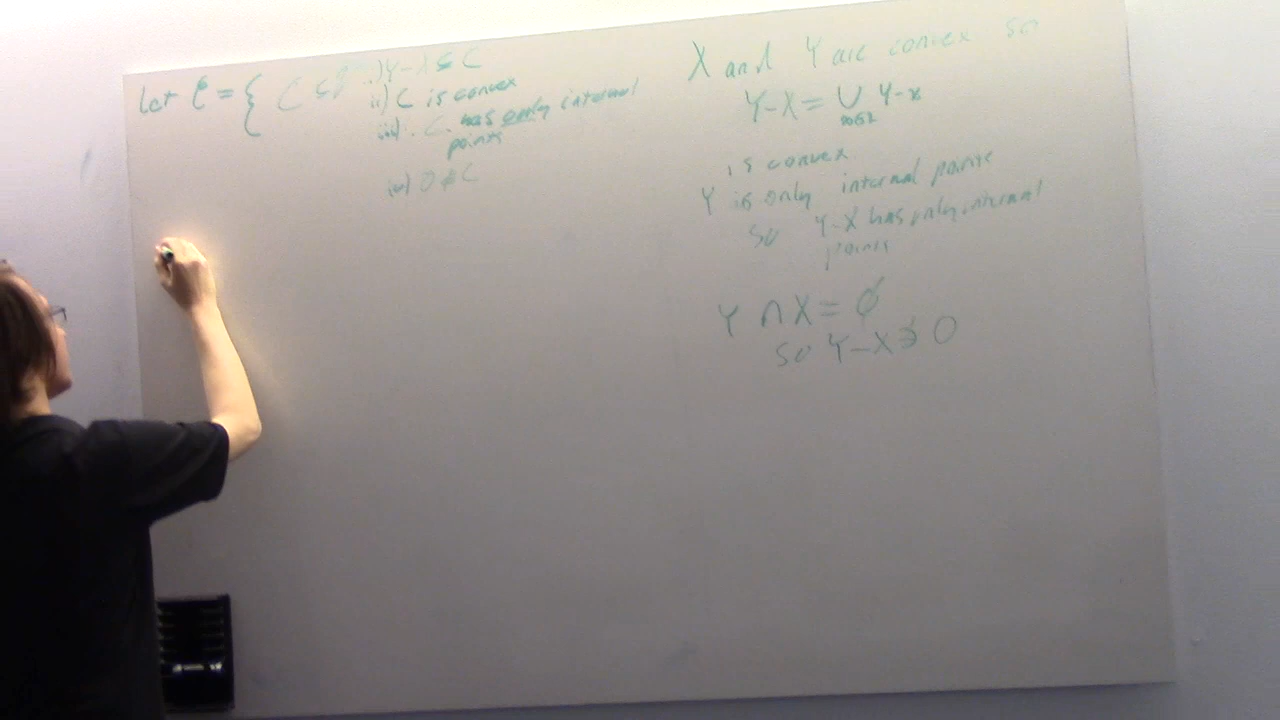 Let C = { C ⊆ i) Y-X ⊆ C
ii) C is convex
iii) C has only internal
points
iv) 0 ∉ C
X and Y are convex so
Y-X = ∪ Y-x
x∈X
is convex
Y is only internal points
so Y-X has only internal
points
Y ∩ X = ∅
so Y-X ∌ 0